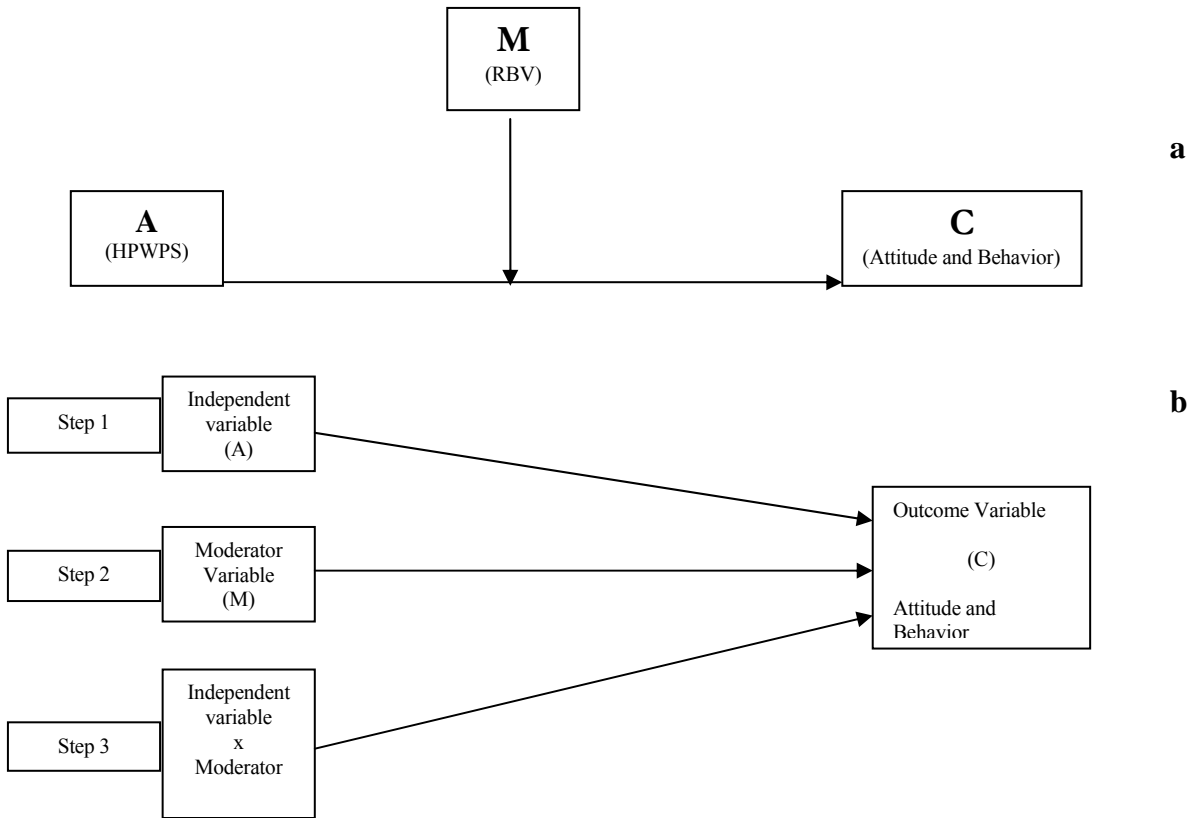 M
(RBV)
a
A
(HPWPS)
C
(Attitude and Behavior)
b
Step 1
Independent
variable
(A)
Step 2
Moderator
Variable
(M)
Step 3
Independent
variable
x
Moderator
Outcome Variable
(C)
Attitude and
Behavior